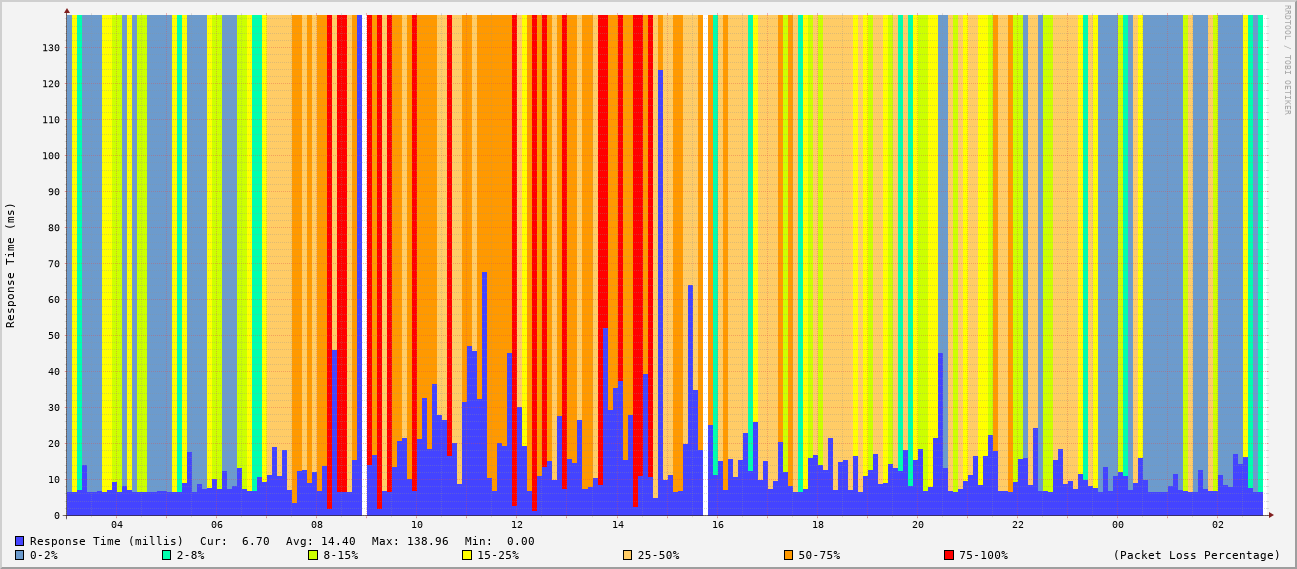 RRDTOOL / TOBI OETIKER
Response Time (ms)
130
120
110
100
90
80
70
60
50
40
30
20
10
0
04 06 08 10 12 14 16 18 20 22 00 02
Response Time (millis) Cur: 6.70 Avg: 14.40 Max: 138.96 Min: 0.00
0-2% 2-8% 8-15% 15-25% 25-50% 50-75% 75-100% (Packet Loss Percentage)